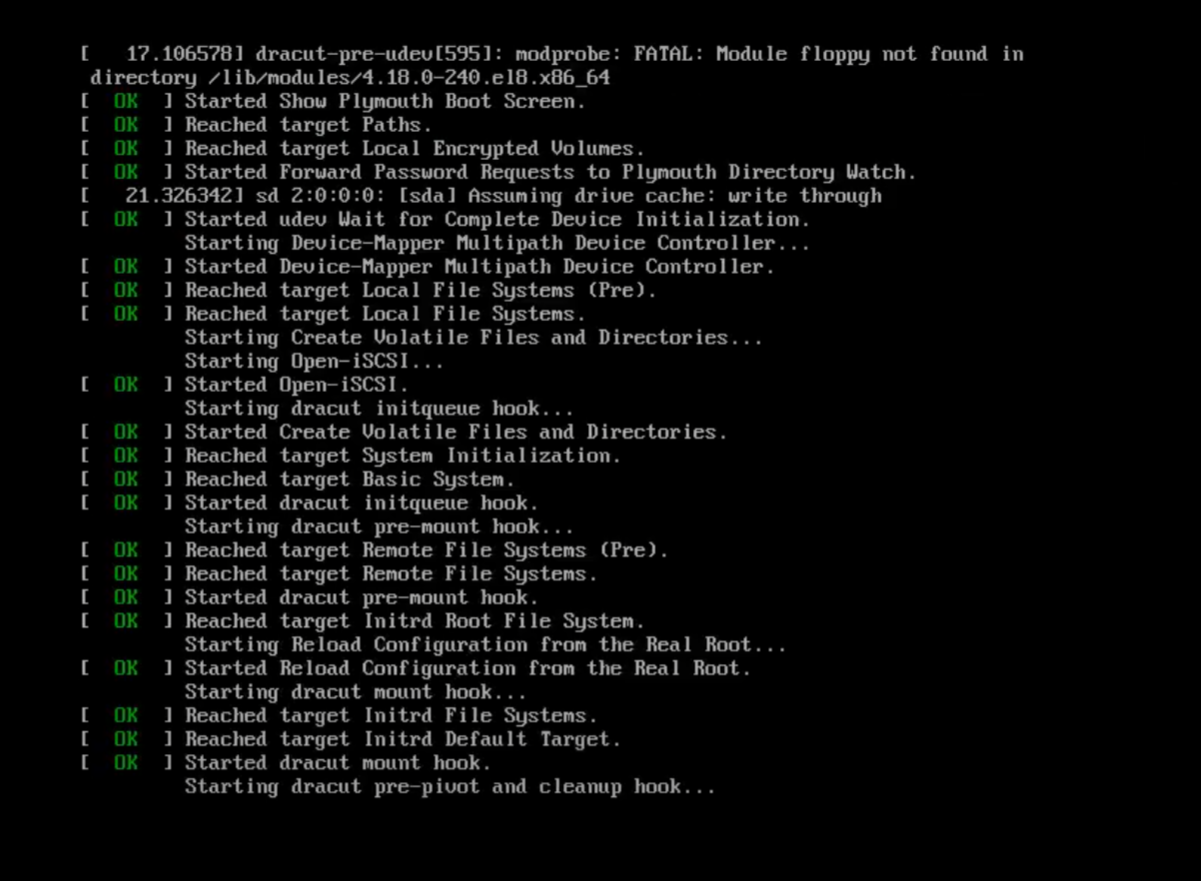 [   17.106578] dracut-pre-udev[595]: modprobe: FATAL: Module floppy not found in
directory /lib/modules/4.18.0-240.el8.x86_64
[  OK  ] Started Show Plymouth Boot Screen.
[  OK  ] Reached target Paths.
[  OK  ] Reached target Local Encrypted Volumes.
[  OK  ] Started Forward Password Requests to Plymouth Directory Watch.
[   21.326342] sd 2:0:0:0: [sda] Assuming drive cache: write through
[  OK  ] Started udev Wait for Complete Device Initialization.
Starting Device-Mapper Multipath Device Controller...
[  OK  ] Started Device-Mapper Multipath Device Controller.
[  OK  ] Reached target Local File Systems (Pre).
[  OK  ] Reached target Local File Systems.
Starting Create Volatile Files and Directories...
Starting Open-iSCSI...
[  OK  ] Started Open-iSCSI.
Starting dracut initqueue hook...
[  OK  ] Started Create Volatile Files and Directories.
[  OK  ] Reached target System Initialization.
[  OK  ] Reached target Basic System.
[  OK  ] Started dracut initqueue hook.
Starting dracut pre-mount hook...
[  OK  ] Reached target Remote File Systems (Pre).
[  OK  ] Reached target Remote File Systems.
[  OK  ] Started dracut pre-mount hook.
[  OK  ] Reached target Initrd Root File System.
Starting Reload Configuration from the Real Root...
[  OK  ] Started Reload Configuration from the Real Root.
Starting dracut mount hook...
[  OK  ] Reached target Initrd File Systems.
[  OK  ] Reached target Initrd Default Target.
[  OK  ] Started dracut mount hook.
Starting dracut pre-pivot and cleanup hook...